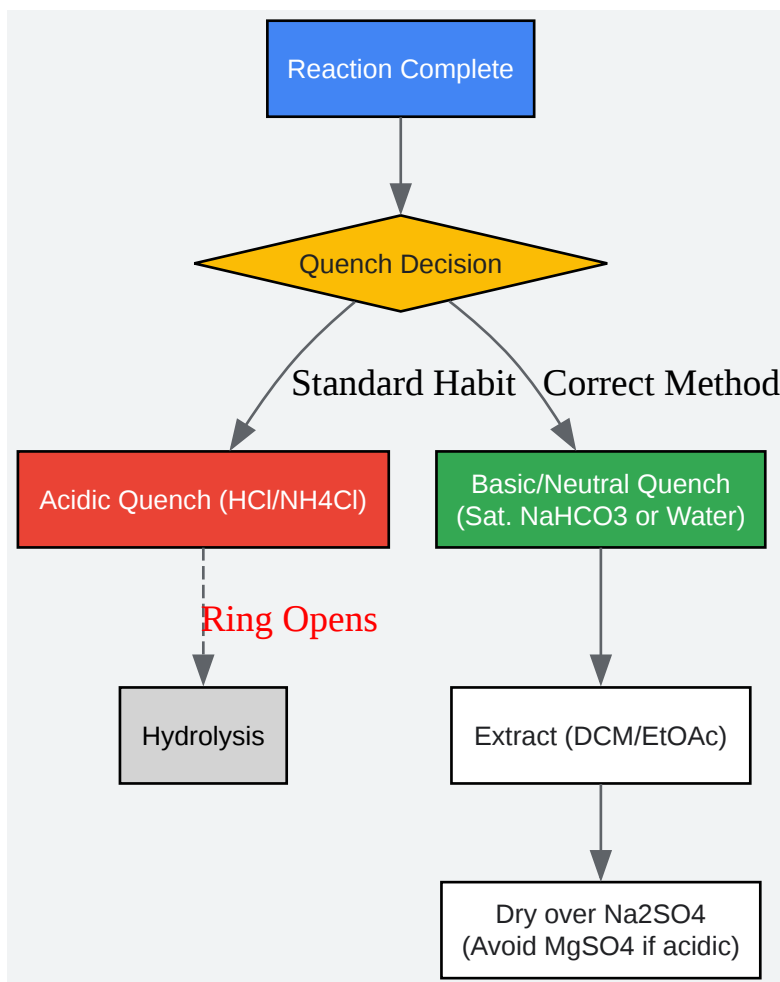 Reaction Complete
Quench Decision
Standard Habit
Correct Method
Acidic Quench (HCl/NH4Cl)
Basic/Neutral Quench
(Sat. NaHCO3 or Water)
Ring Opens
Hydrolysis
Extract (DCM/EtOAc)
Dry over Na2SO4
(Avoid MgSO4 if acidic)